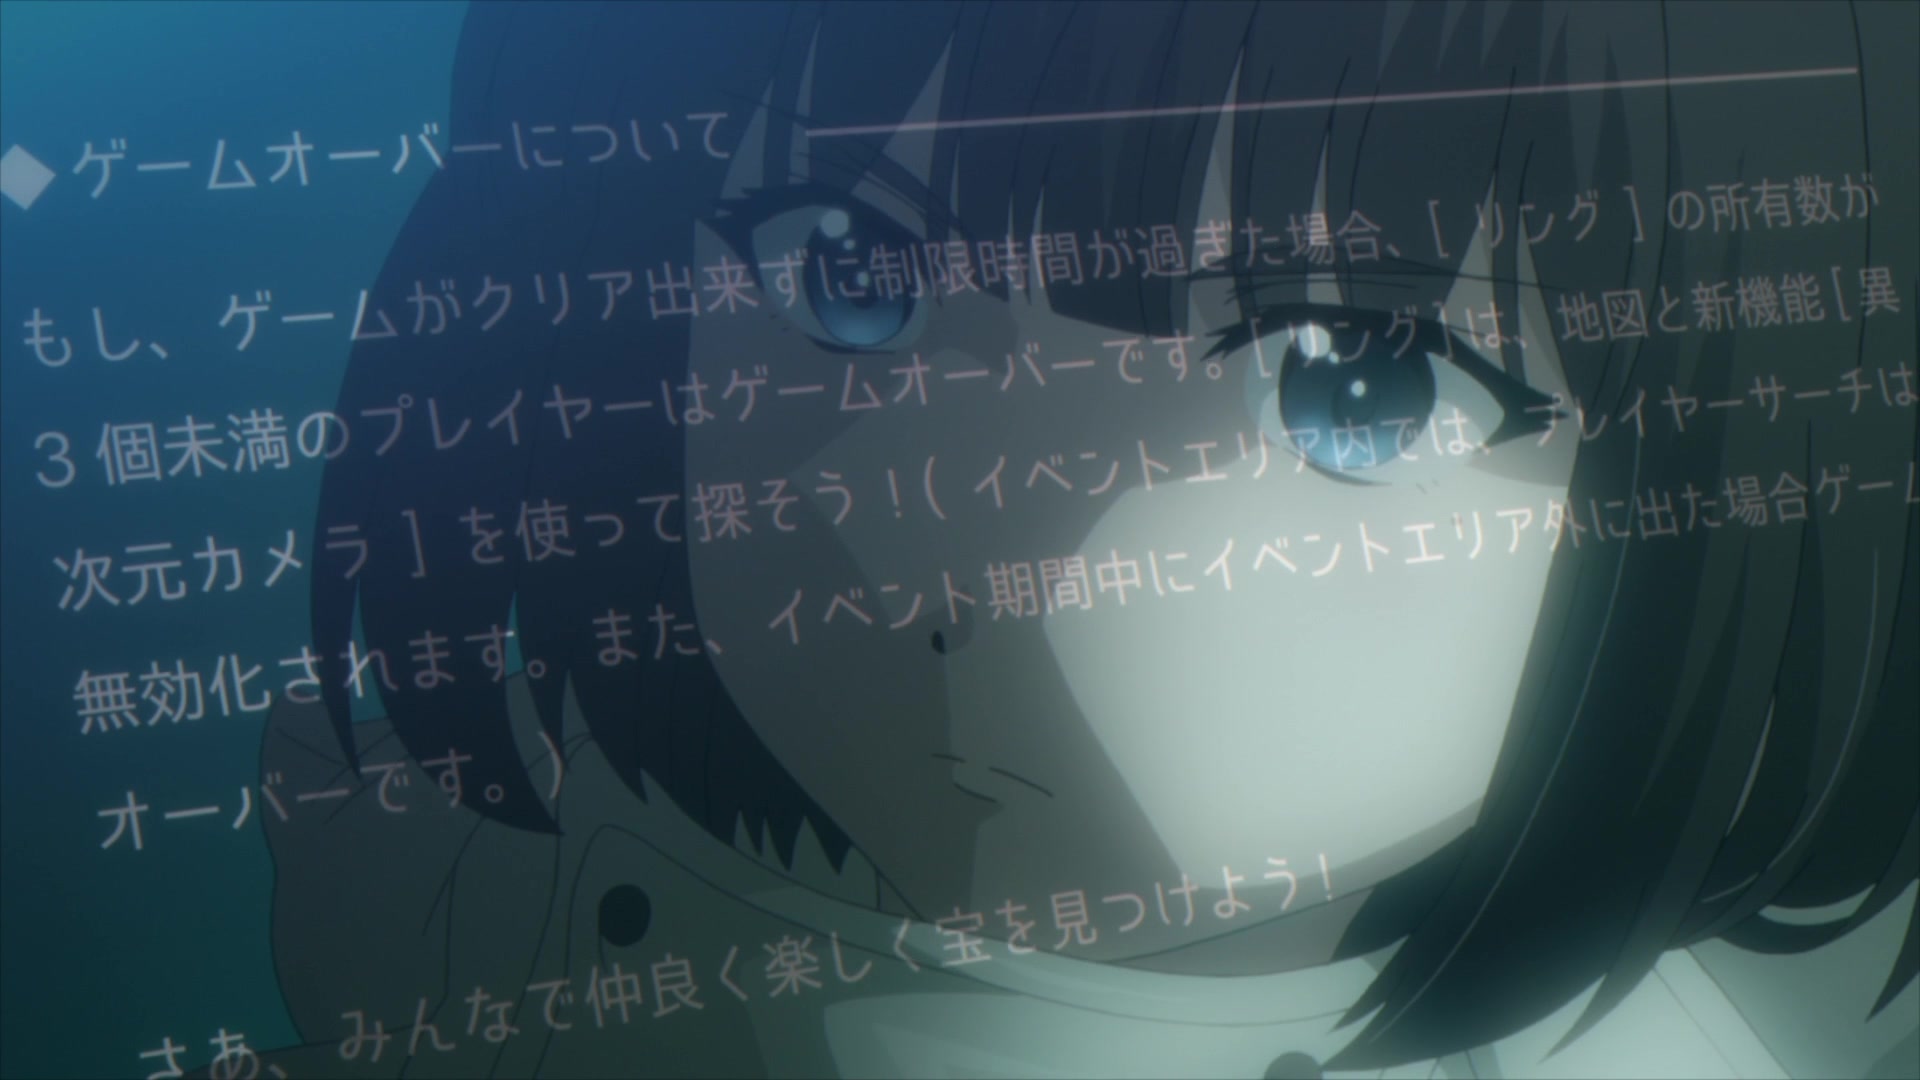 ◆ゲームオーバーについて
もし、ゲームがクリア出来ずに制限時間が過ぎた場合、[ リング ] の所有数が
3 個未満のプレイヤーはゲームオーバーです。[ リング ] は、地図と新機能 [ 異
次元カメラ ] を使って探そう！( イベントエリア内では、プレイヤーサーチは
無効化されます。また、イベント期間中にイベントエリア外に出た場合ゲーム
オーバーです。)
さあ、みんなで仲良く楽しく宝を見つけよう！